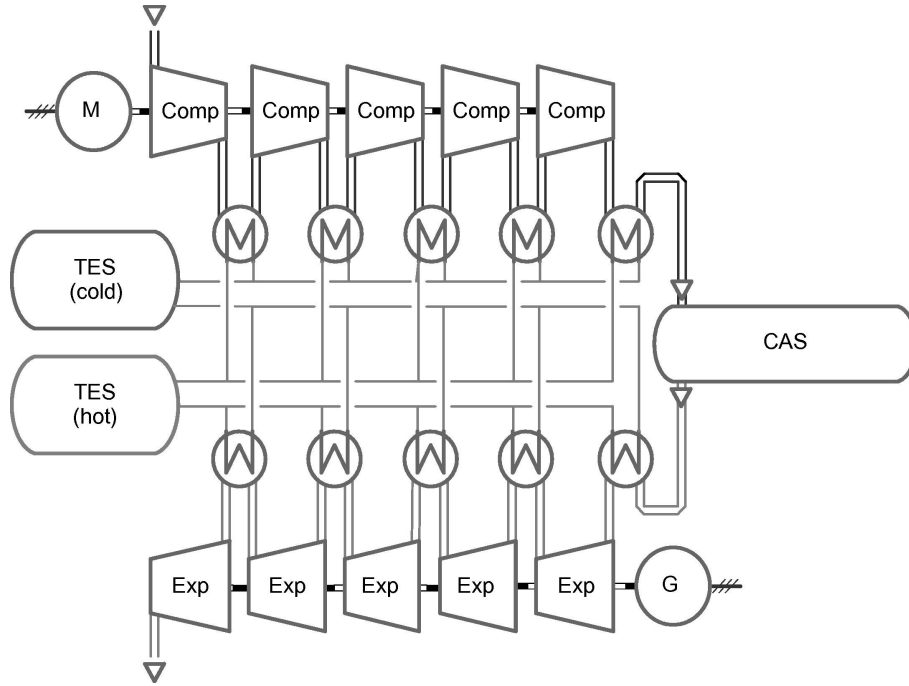 M
Comp
Comp
Comp
Comp
Comp
TES
(cold)
CAS
TES
(hot)
Exp
Exp
Exp
Exp
Exp
G